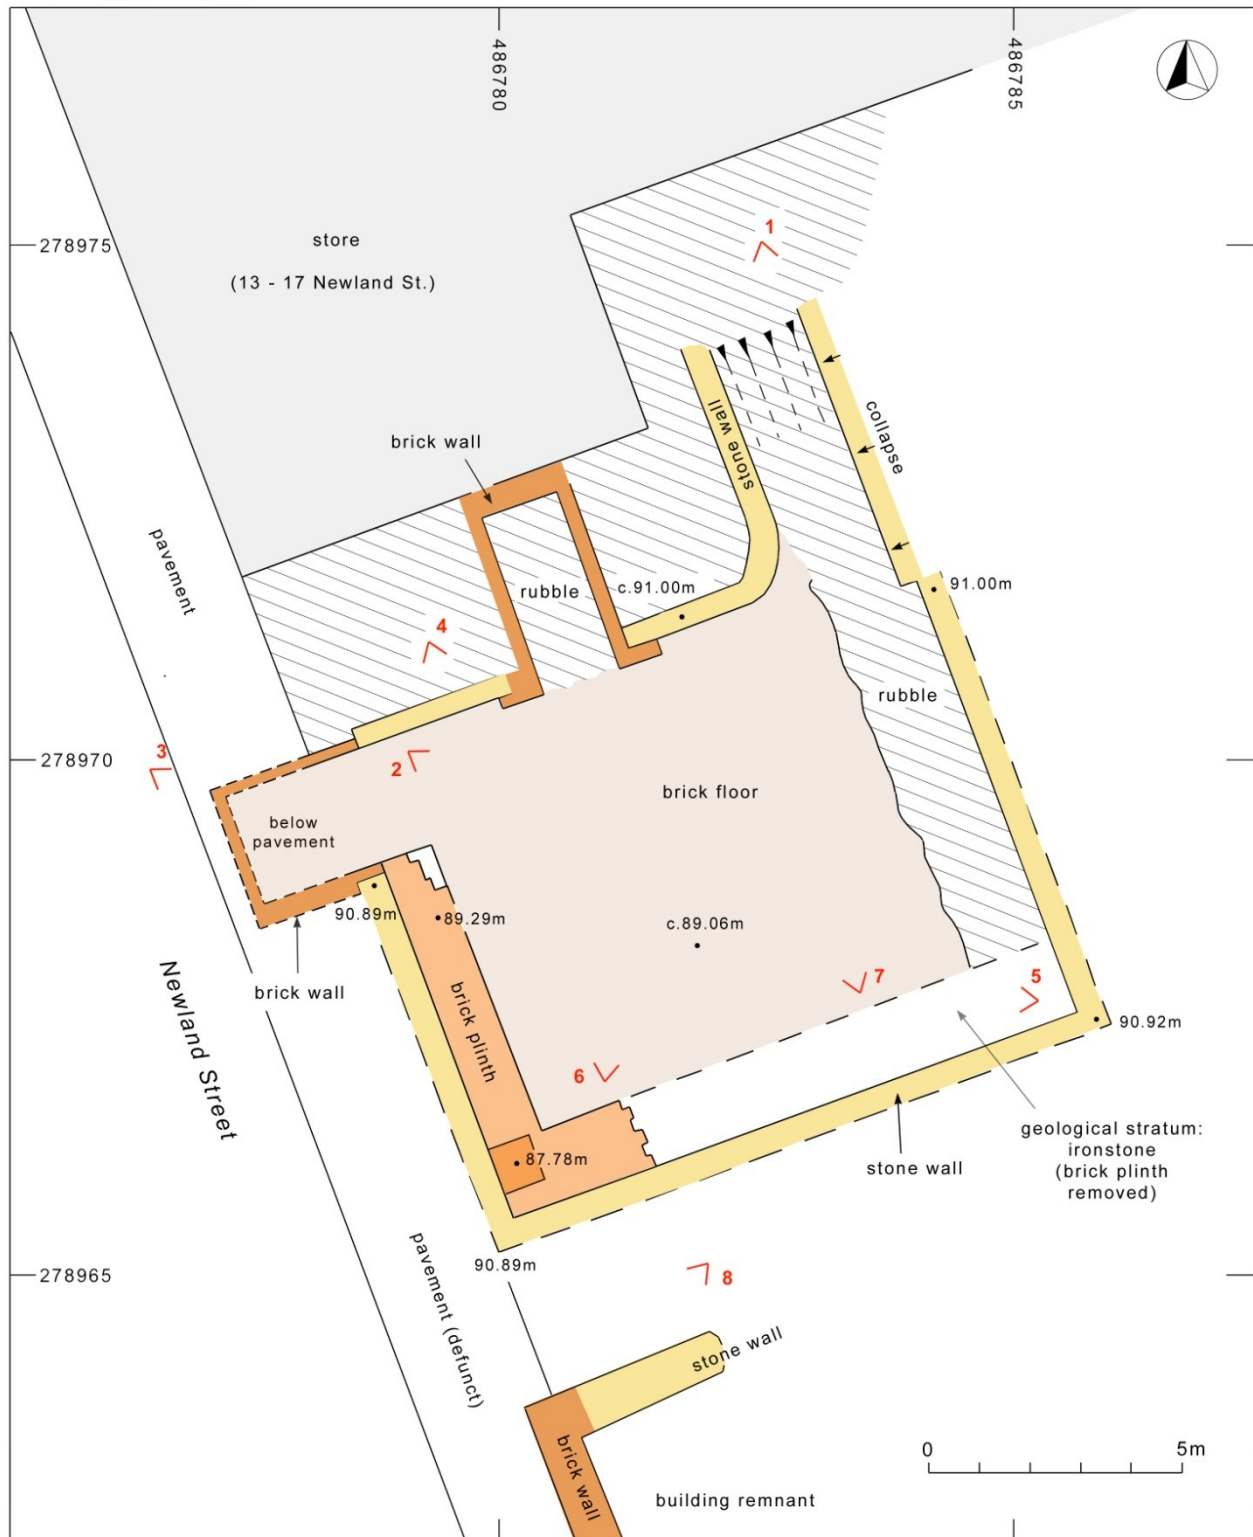 486780
486785
1
278975
store
(13 - 17 Newland St.)
collapse
stone wall
brick wall
pavement
rubble
c.91.00m
91.00m
4
rubble
3
278970
2
brick floor
below
pavement
90.89m
89.29m
c.89.06m
7
5
brick wall
brick plinth
Newland Street
90.92m
6
geological stratum:
ironstone
(brick plinth
removed)
stone wall
87.78m
90.89m
278965
8
pavement (defunct)
stone wall
0
5m
brick wall
building remnant